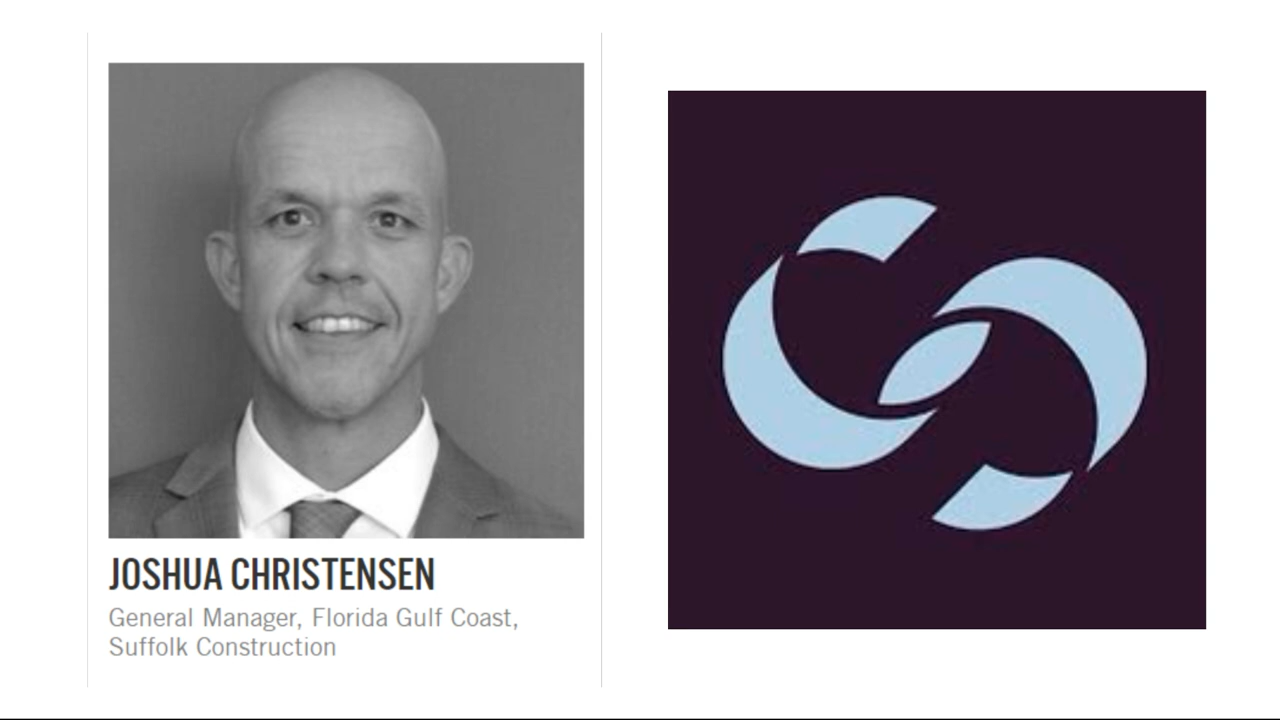 JOSHUA CHRISTENSEN
General Manager, Florida Gulf Coast,
Suffolk Construction